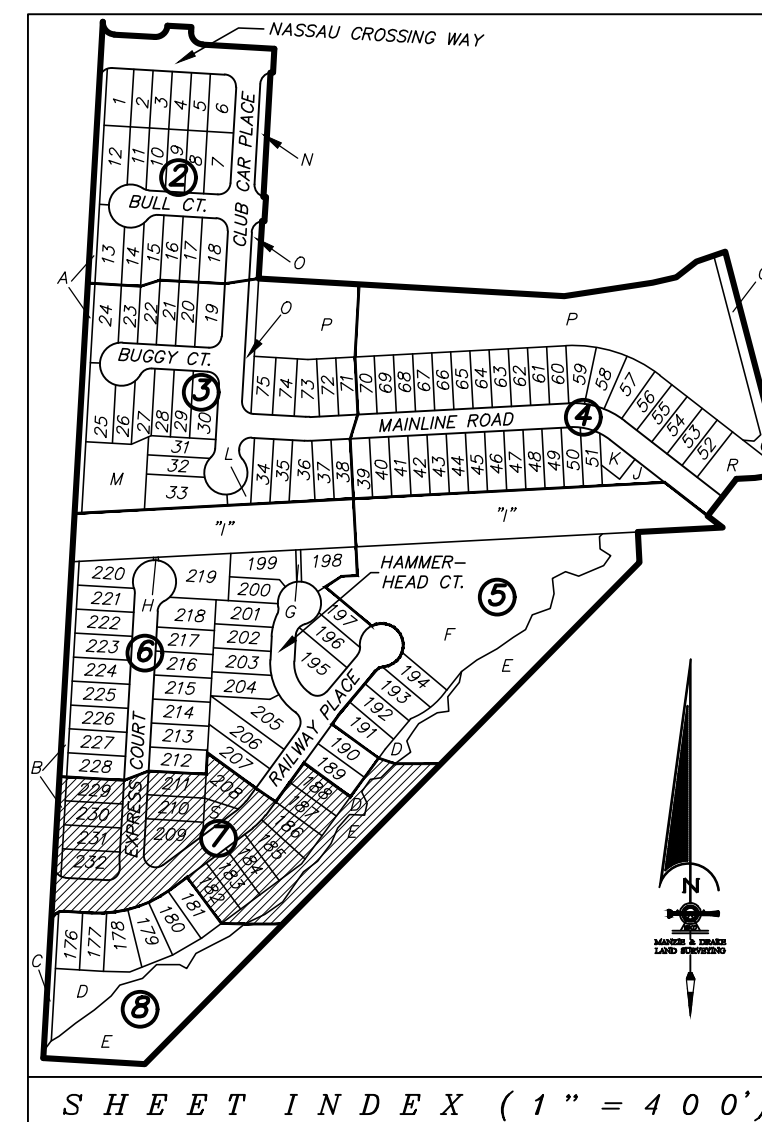 NASSAU CROSSING WAY
1 2 3 4 5 6
CLUB CAR PLACE
N
12 11 10 9 8 7
2
BULL CT.
13 14 15 16 17 18
O
A
24 23 22 21 20 19
O
P
P
BUGGY CT.
3
75 74 73 72 71 70 69 68 67 66 65 64 63 62 61 60 59 58 57 56 55 54 53 52
25 26 27 28 29 30
MAINLINE ROAD
4
31
32
33
M
L
34 35 36 37 38 39 40 41 42 43 44 45 46 47 48 49 50 51 K J
R
"I"
"I"
220
221
222
223
224
225
226
227
228
H
219
218
217
216
215
214
213
212
6
EXPRESS COURT
199
200
201
202
203
204
205
206
207
198
G
HAMMER-
HEAD CT.
197
196
195
5
F
E
RAILWAY PLACE
194
193
192
191
190
189
D
B
229
230
231
232
211
210
209
208
G
7
188
187
186
185
184
183
182
D
E
181
180
179
178
177
176
C
D
8
E
N
MANZIE & DRAKE
LAND SURVEYING
SHEET INDEX (1" = 400')